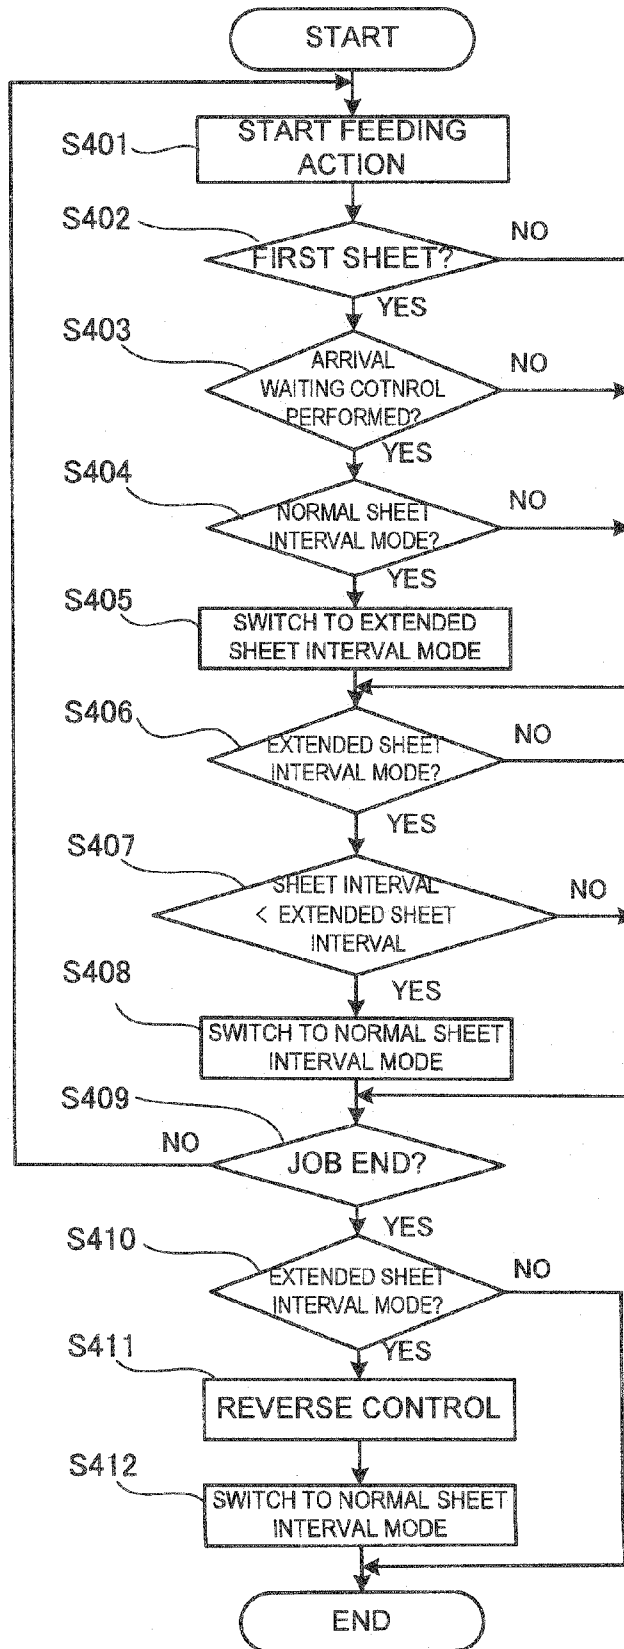 START
S401
START FEEDING
ACTION
S402
FIRST SHEET?
NO
YES
S403
ARRIVAL
WAITING COTNROL
PERFORMED?
NO
YES
S404
NORMAL SHEET
INTERVAL MODE?
NO
YES
S405
SWITCH TO EXTENDED
SHEET INTERVAL MODE
S406
EXTENDED SHEET
INTERVAL MODE?
NO
YES
S407
SHEET INTERVAL
< EXTENDED SHEET
INTERVAL
NO
YES
S408
SWITCH TO NORMAL SHEET
INTERVAL MODE
S409
NO
JOB END?
YES
S410
EXTENDED SHEET
INTERVAL MODE?
NO
YES
S411
REVERSE CONTROL
S412
SWITCH TO NORMAL SHEET
INTERVAL MODE
END